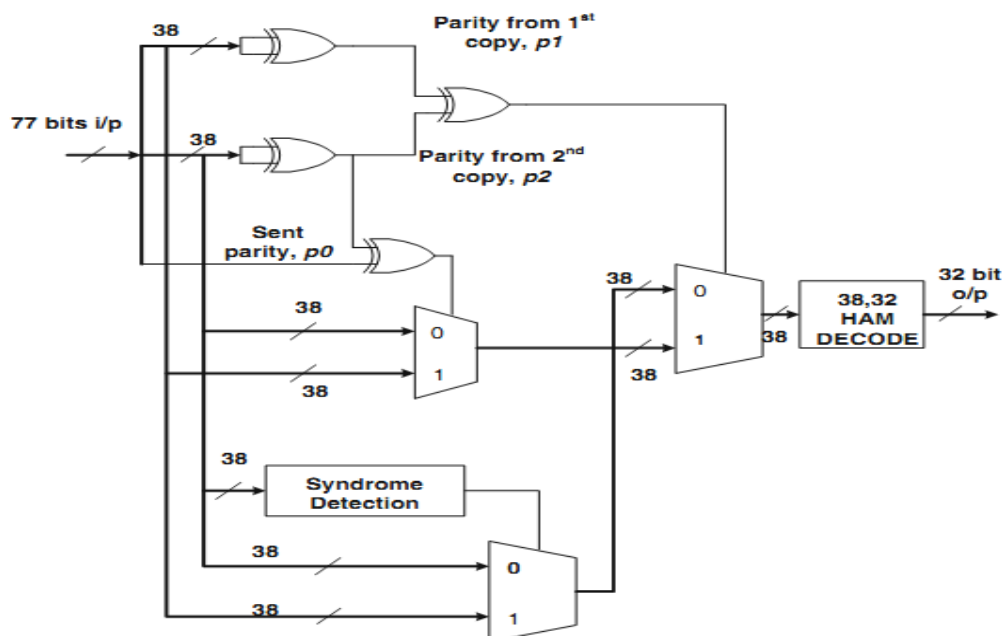 38
Parity from 1st
copy, p1
77 bits i/p
38
Parity from 2nd
copy, p2
Sent
parity, p0
38
0
1
38
38
0
1
38
38
38,32
HAM
DECODE
32 bit
o/p
38
Syndrome
Detection
38
0
38
1